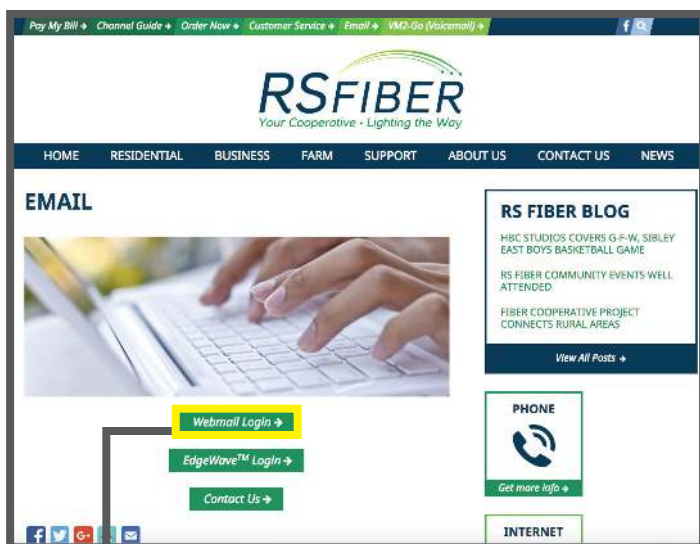 Pay My Bill → Channel Guide → Order Now → Customer Service → Email → VM2-Go (Voicemail) →
RSFIBER
Your Cooperative • Lighting the Way
HOME RESIDENTIAL BUSINESS FARM SUPPORT ABOUT US CONTACT US NEWS
EMAIL
Webmail Login →
EdgeWave™ Login →
Contact Us →
RS FIBER BLOG
HBC STUDIOS COVERS G-F-W, SIBLEY
EAST BOYS BASKETBALL GAME
RS FIBER COMMUNITY EVENTS WELL
ATTENDED
FIBER COOPERATIVE PROJECT
CONNECTS RURAL AREAS
View All Posts →
PHONE
Get more info →
INTERNET